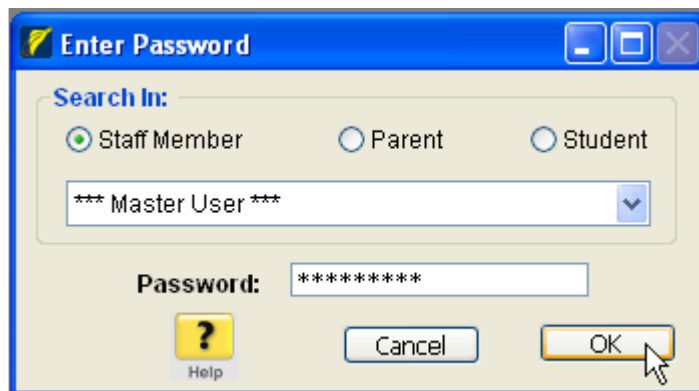 Enter Password
Search In:
Staff Member Parent Student
*** Master User ***
Password: *********
?
Help
Cancel OK